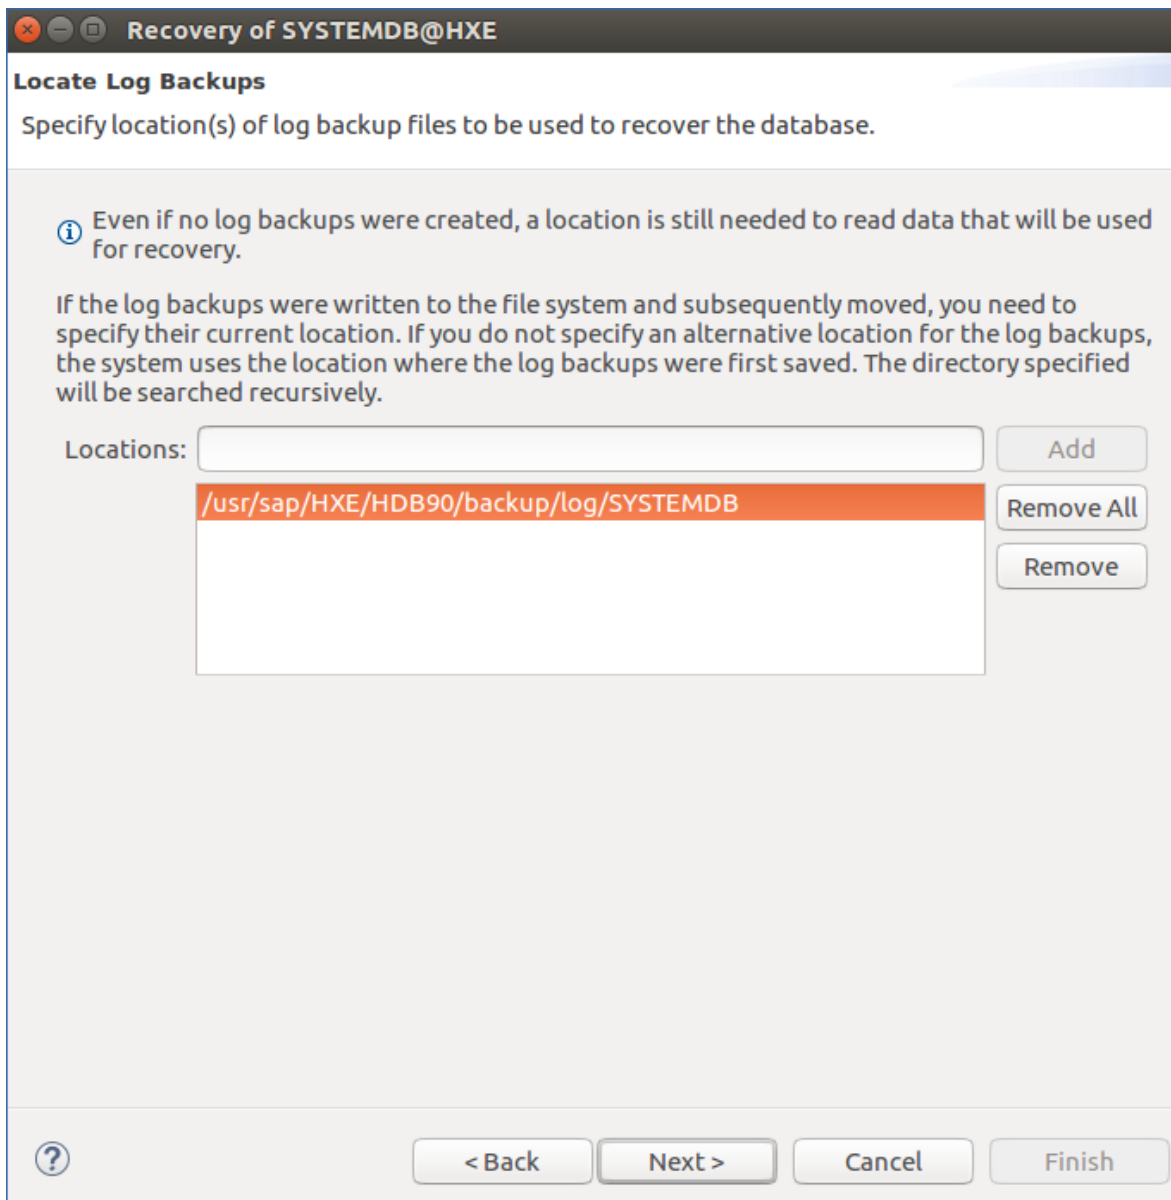 Recovery of SYSTEMDB@HXE
Locate Log Backups
Specify location(s) of log backup files to be used to recover the database.
Even if no log backups were created, a location is still needed to read data that will be used
for recovery.
If the log backups were written to the file system and subsequently moved, you need to
specify their current location. If you do not specify an alternative location for the log backups,
the system uses the location where the log backups were first saved. The directory specified
will be searched recursively.
Locations:
Add
/usr/sap/HXE/HDB90/backup/log/SYSTEMDB
Remove All
Remove
< Back
Next >
Cancel
Finish